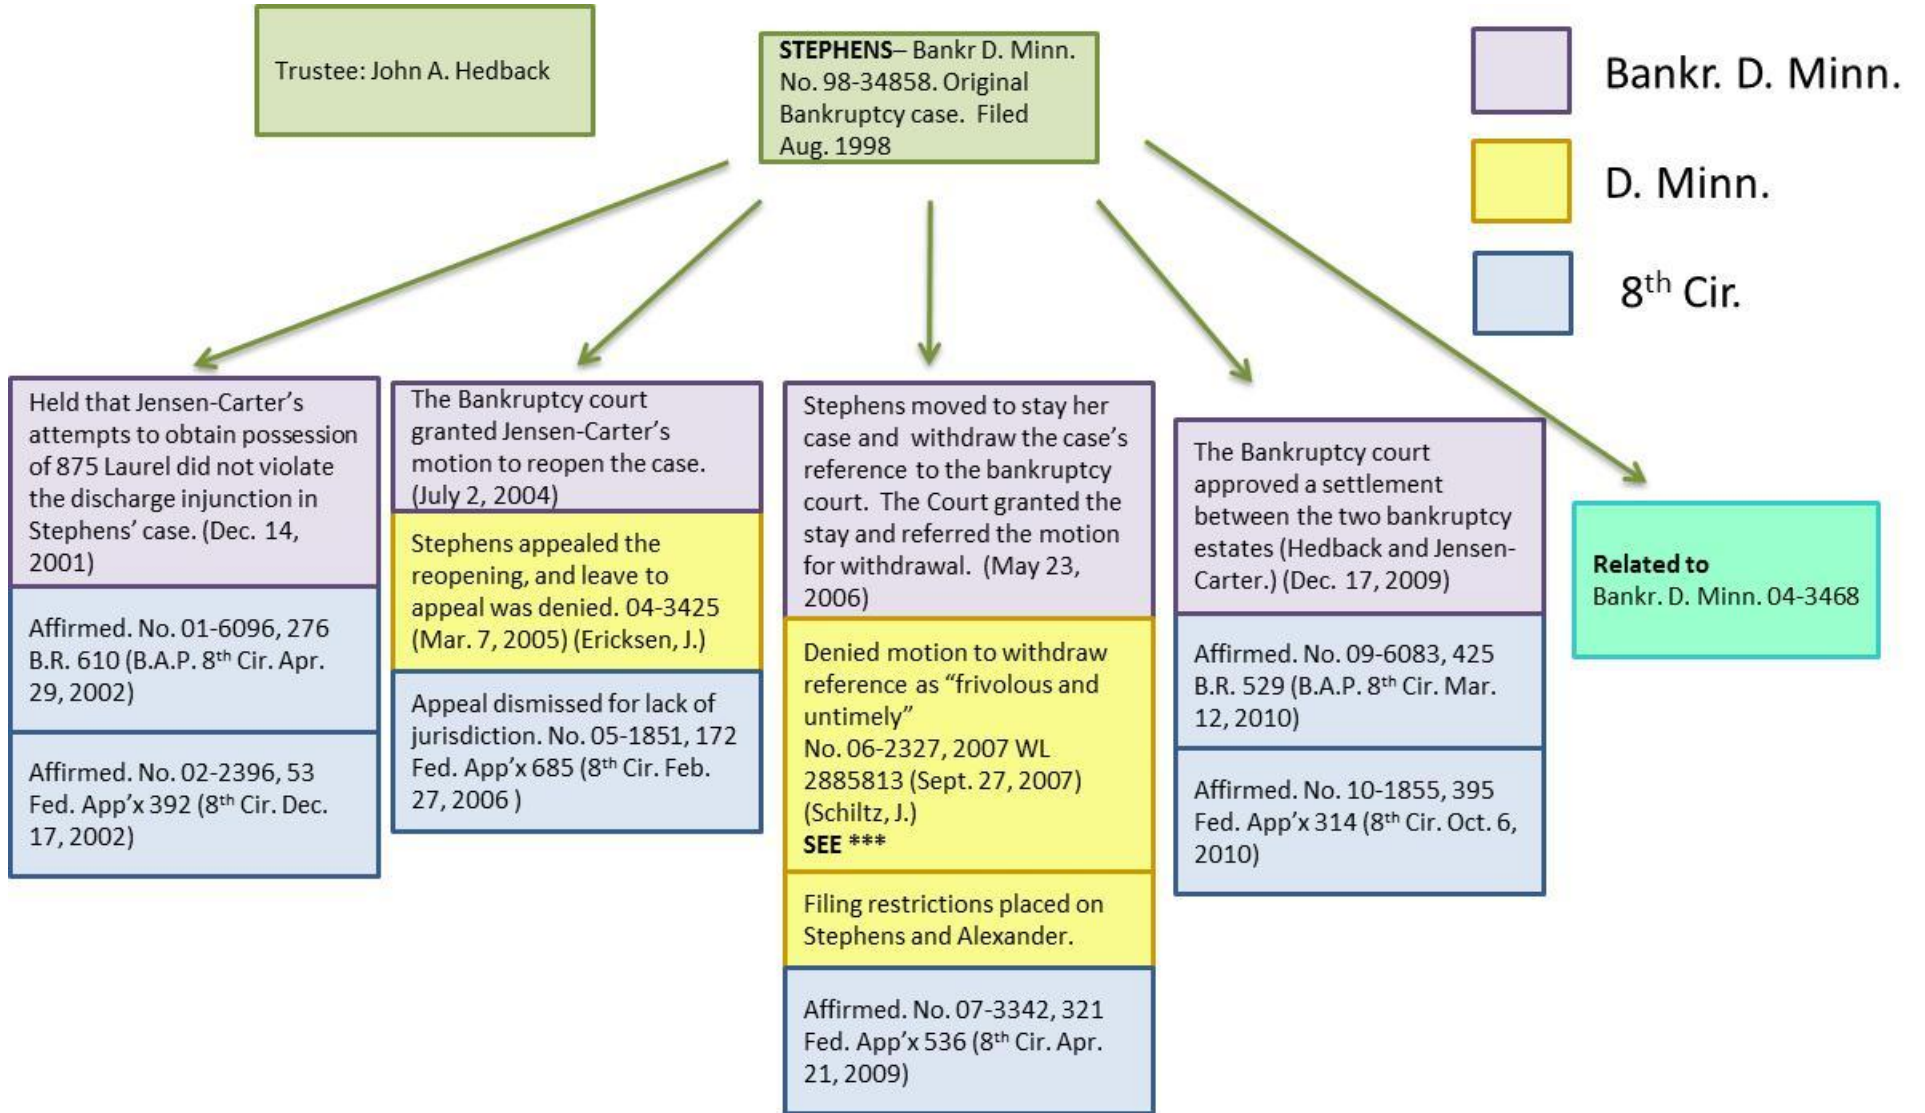 Trustee: John A. Hedback
STEPHENS– Bankr D. Minn.
No. 98-34858. Original
Bankruptcy case.  Filed
Aug. 1998
Bankr. D. Minn.
D. Minn.
8th Cir.
Held that Jensen-Carter’s
attempts to obtain possession
of 875 Laurel did not violate
the discharge injunction in
Stephens’ case. (Dec. 14,
2001)
Affirmed. No. 01-6096, 276
B.R. 610 (B.A.P. 8th Cir. Apr.
29, 2002)
Affirmed. No. 02-2396, 53
Fed. App’x 392 (8th Cir. Dec.
17, 2002)
The Bankruptcy court
granted Jensen-Carter’s
motion to reopen the case.
(July 2, 2004)
Stephens appealed the
reopening, and leave to
appeal was denied. 04-3425
(Mar. 7, 2005) (Ericksen, J.)
Appeal dismissed for lack of
jurisdiction. No. 05-1851, 172
Fed. App’x 685 (8th Cir. Feb.
27, 2006 )
Stephens moved to stay her
case and  withdraw the case’s
reference to the bankruptcy
court.  The Court granted the
stay and referred the motion
for withdrawal.  (May 23,
2006)
Denied motion to withdraw
reference as “frivolous and
untimely”
No. 06-2327, 2007 WL
2885813 (Sept. 27, 2007)
(Schiltz, J.)
SEE ***
Filing restrictions placed on
Stephens and Alexander.
Affirmed. No. 07-3342, 321
Fed. App’x 536 (8th Cir. Apr.
21, 2009)
The Bankruptcy court
approved a settlement
between the two bankruptcy
estates (Hedback and Jensen-
Carter.) (Dec. 17, 2009)
Affirmed. No. 09-6083, 425
B.R. 529 (B.A.P. 8th Cir. Mar.
12, 2010)
Affirmed. No. 10-1855, 395
Fed. App’x 314 (8th Cir. Oct. 6,
2010)
Related to
Bankr. D. Minn. 04-3468